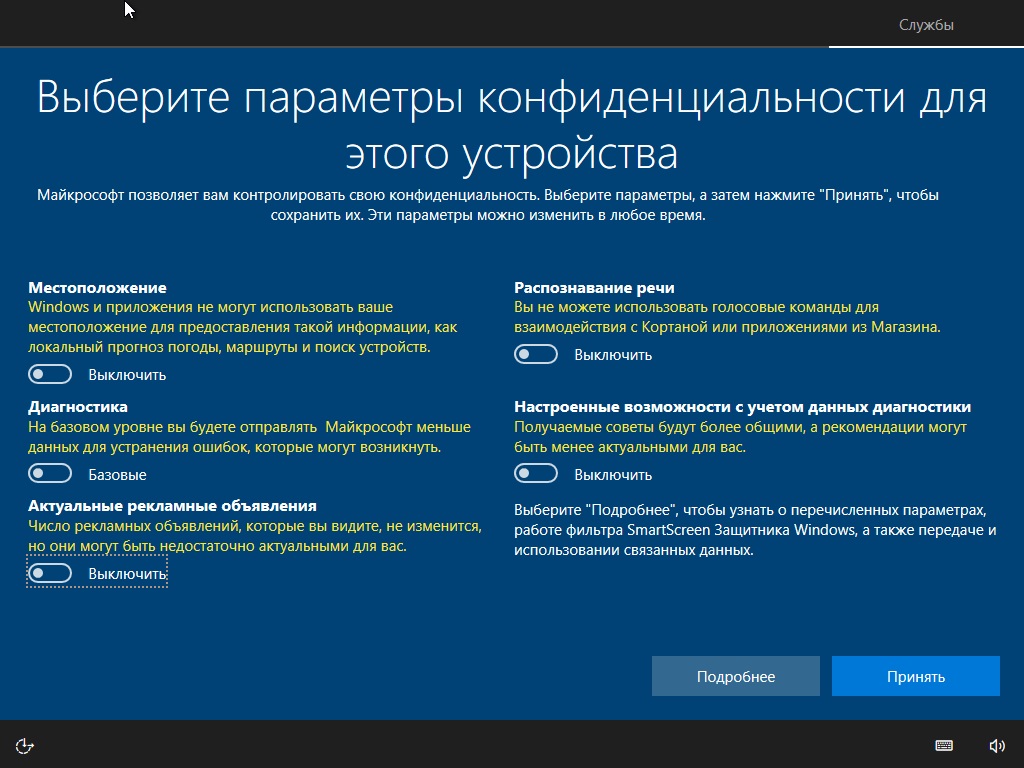 Службы
Выберите параметры конфиденциальности для
этого устройства
Майкрософт позволяет вам контролировать свою конфиденциальность. Выберите параметры, а затем нажмите "Принять", чтобы
сохранить их. Эти параметры можно изменить в любое время.
Местоположение
Windows и приложения не могут использовать ваше
местоположение для предоставления такой информации, как
локальный прогноз погоды, маршруты и поиск устройств.
Выключить
Диагностика
На базовом уровне вы будете отправлять  Майкрософт меньше
данных для устранения ошибок, которые могут возникнуть.
Базовые
Актуальные рекламные объявления
Число рекламных объявлений, которые вы видите, не изменится,
но они могут быть недостаточно актуальными для вас.
Выключить
Распознавание речи
Вы не можете использовать голосовые команды для
взаимодействия с Кортаной или приложениями из Магазина.
Выключить
Настроенные возможности с учетом данных диагностики
Получаемые советы будут более общими, а рекомендации могут
быть менее актуальными для вас.
Выключить
Выберите "Подробнее", чтобы узнать о перечисленных параметрах,
работе фильтра SmartScreen Защитника Windows, а также передаче и
использовании связанных данных.
Подробнее
Принять